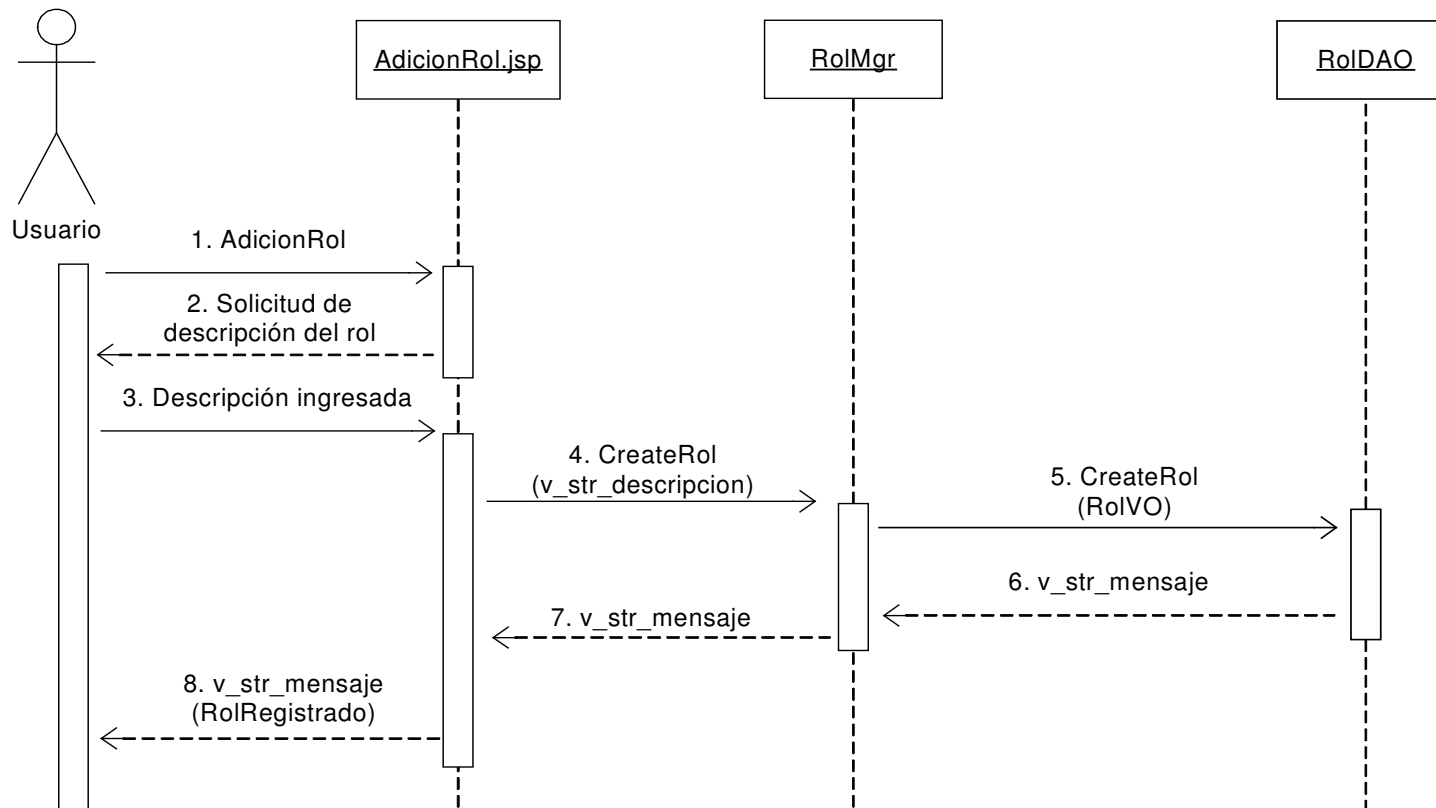 AdicionRol.jsp
RolMgr
RolDAO
Usuario
1. AdicionRol
2. Solicitud de
descripción del rol
3. Descripción ingresada
4. CreateRol
(v_str_descripcion)
5. CreateRol
(RolVO)
6. v_str_mensaje
7. v_str_mensaje
8. v_str_mensaje
(RolRegistrado)